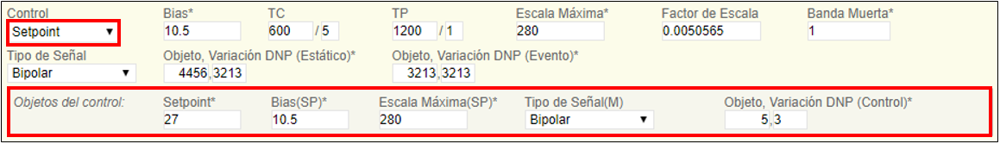 Control Bias* TC TP Escala Máxima* Factor de Escala Banda Muerta*
Setpoint 10.5 600 / 5 1200 / 1 280 0.0050565 1
Tipo de Señal Objeto, Variación DNP (Estático)* Objeto, Variación DNP (Evento)*
Bipolar 4456,3213 3213,3213
Objetos del control: Setpoint* Bias(SP)* Escala Máxima(SP)* Tipo de Señal(M) Objeto, Variación DNP (Control)*
27 10.5 280 Bipolar 5,3